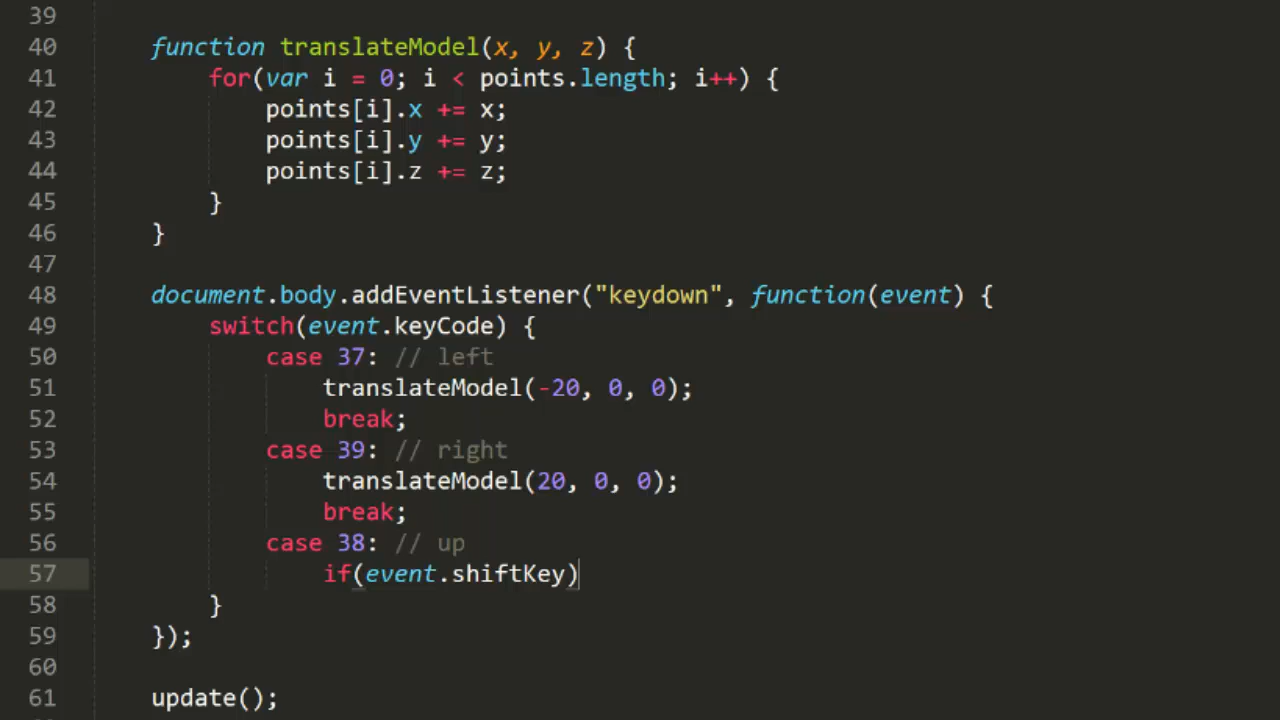 39
40 function translateModel(x, y, z) {
41 for(var i = 0; i < points.length; i++) {
42 points[i].x += x;
43 points[i].y += y;
44 points[i].z += z;
45 }
46 }
47
48 document.body.addEventListener("keydown", function(event) {
49 switch(event.keyCode) {
50 case 37: // left
51 translateModel(-20, 0, 0);
52 break;
53 case 39: // right
54 translateModel(20, 0, 0);
55 break;
56 case 38: // up
57 if(event.shiftKey)
58 }
59 });
60
61 update();